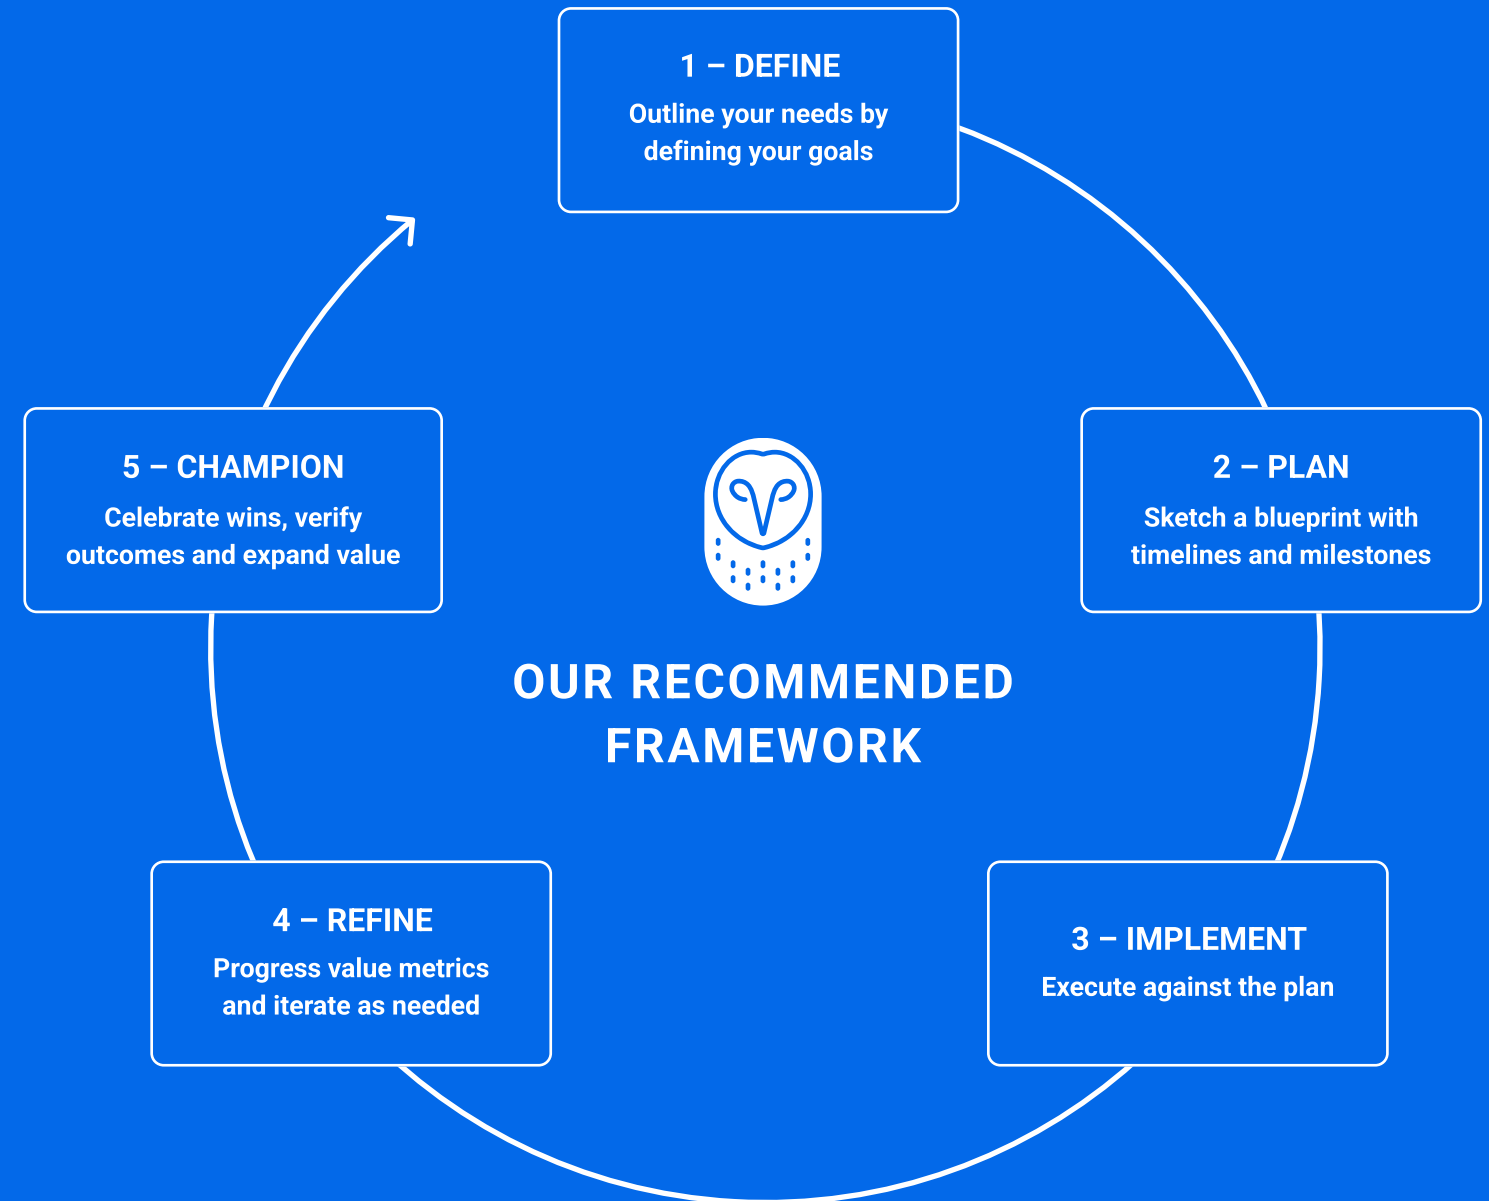 1 – DEFINE
Outline your needs by
defining your goals
2 – PLAN
Sketch a blueprint with
timelines and milestones
3 – IMPLEMENT
Execute against the plan
4 – REFINE
Progress value metrics
and iterate as needed
5 – CHAMPION
Celebrate wins, verify
outcomes and expand value
OUR RECOMMENDED
FRAMEWORK